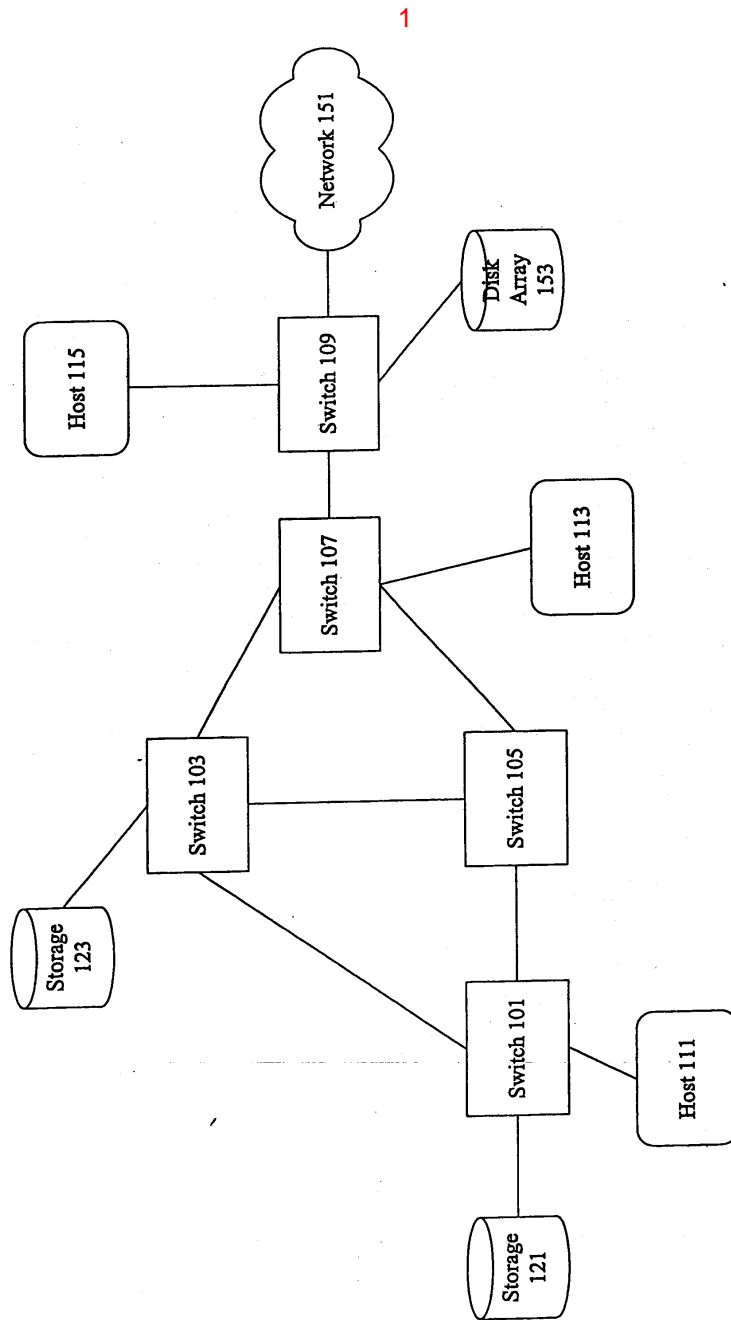 1
Host 115
Network 151
Switch 109
Disk
Array
153
Switch 107
Host 113
Storage
123
Switch 103
Switch 105
Switch 101
Host 111
Storage
121